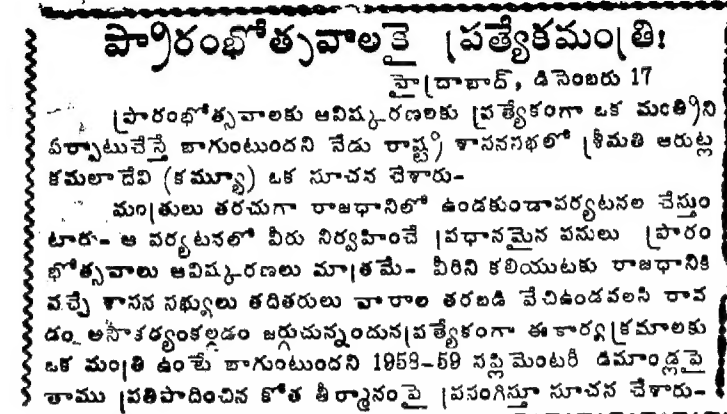 ప్రారంభోత్సవాలకై ప్రత్యేకమంత్రి!
హైద్రాబాద్, డిసెంబరు 17
ప్రారంభోత్సవాలకు ఆవిష్కరణలకు ప్రత్యేకంగా ఒక మంత్రిని
ఏర్పాటుచేస్తే బాగుంటుందని నేడు రాష్ట్ర శాసనసభలో శ్రీమతి ఆరుట్ల
కమలాదేవి (కమ్యూ) ఒక సూచన చేశారు-
మంత్రులు తరచుగా రాజధానిలో ఉండకుండాపర్యటనల చేస్తుం
టారు- ఆ పర్యటనలో వీరు నిర్వహించే ప్రధానమైన పనులు ప్రారం
భోత్సవాలు ఆవిష్కరణలు మాత్రమే- వీరిని కలియుటకు రాజధానికి
వచ్చే శాసన సభ్యులు తదితరులు వారాల తరబడి వేచిఉండవలసి రావ
డం అసౌకర్యంకల్గడం జర్గుచున్నందున ప్రత్యేకంగా ఈకార్యక్రమాలకు
ఒక మంత్రి ఉంటే బాగుంటుందని 1958-59 సప్లిమెంటరీ డిమాండ్లపై
తాము ప్రతిపాదించిన కోత తీర్మానంపై ప్రసంగిస్తూ సూచన చేశారు-